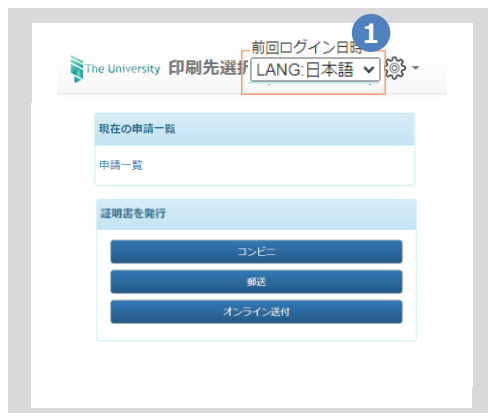 1
前回ログイン日時
The University 印刷先選択
LANG:日本語
現在の申請一覧
申請一覧
証明書を発行
コンビニ
郵送
オンライン送付